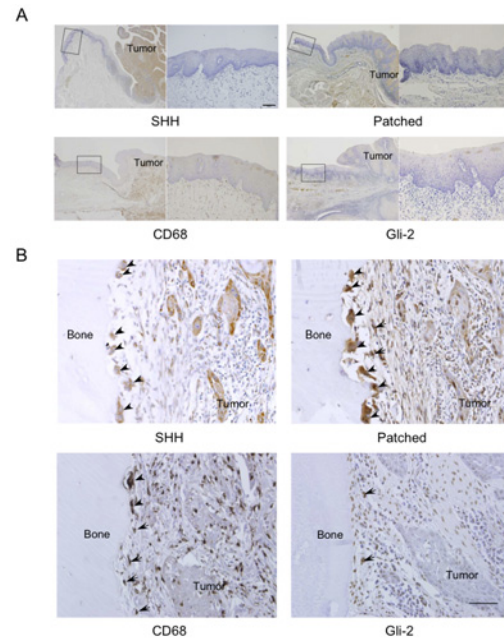 A
Tumor
Tumor
SHH
Patched
Tumor
Tumor
CD68
Gli-2
B
Bone
Tumor
Bone
Tumor
SHH
Patched
Bone
Tumor
Bone
Tumor
CD68
Gli-2